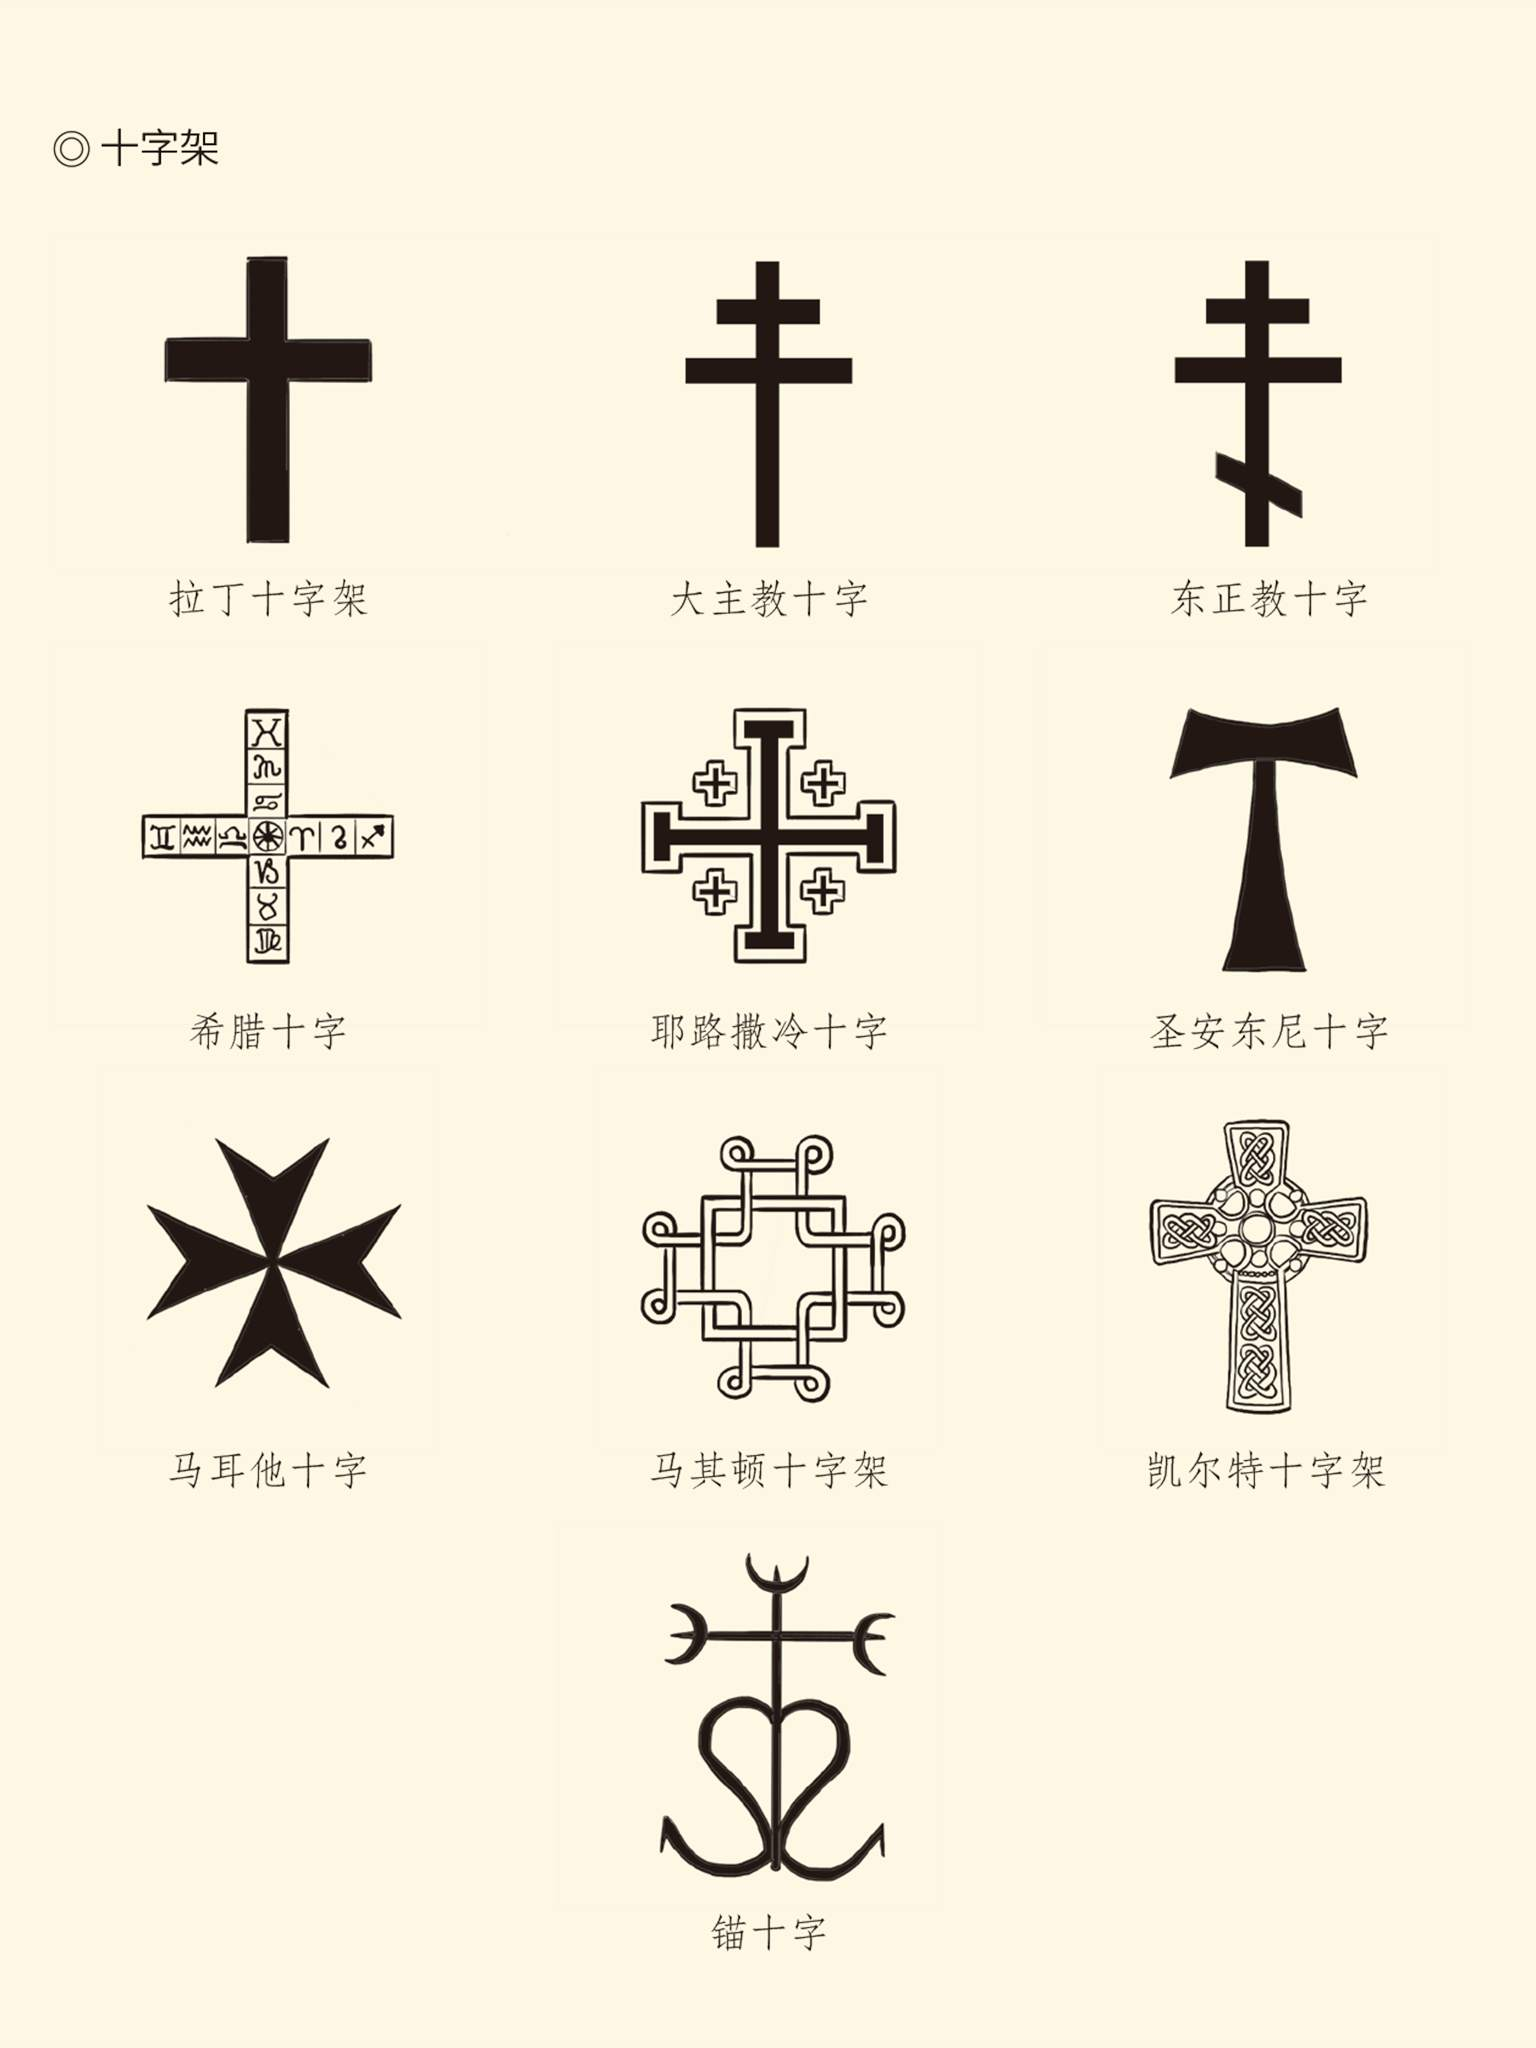 ◎ 十字架
拉丁十字架
大主教十字
东正教十字
希腊十字
耶路撒冷十字
圣安东尼十字
马耳他十字
马其顿十字架
凯尔特十字架
锚十字